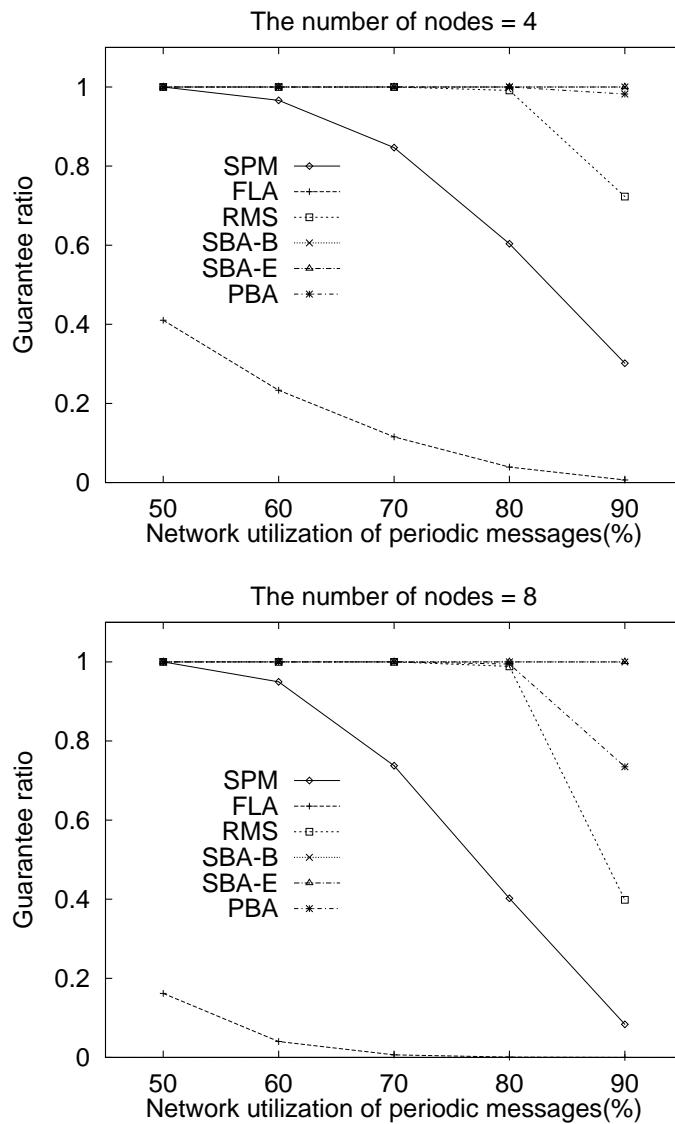 The number of nodes = 4
1
0.8
0.6
0.4
0.2
0
Guarantee ratio
SPM
FLA
RMS
SBA-B
SBA-E
PBA
50 60 70 80 90
Network utilization of periodic messages(%)
The number of nodes = 8
1
0.8
0.6
0.4
0.2
0
Guarantee ratio
SPM
FLA
RMS
SBA-B
SBA-E
PBA
50 60 70 80 90
Network utilization of periodic messages(%)